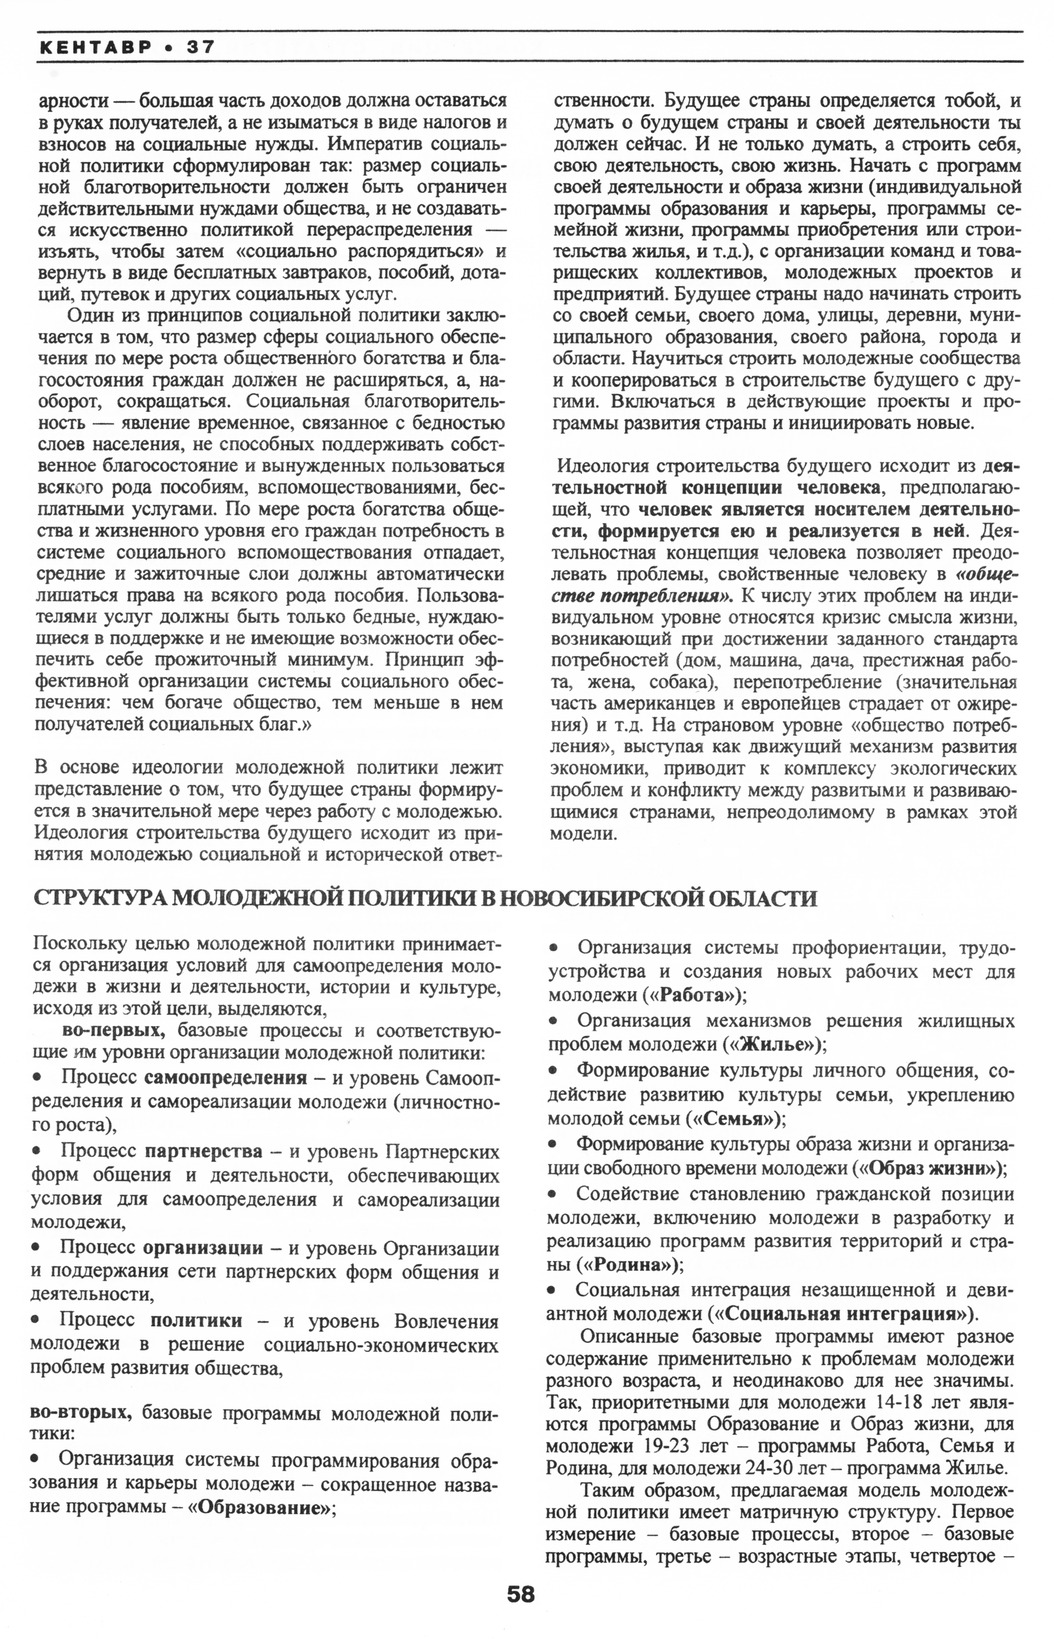 КЕНТАВР • 37
арности — большая часть доходов должна оставаться
в руках получателей, а не изыматься в виде налогов и
взносов на социальные нужды. Императив социаль-
ной политики сформулирован так: размер социаль-
ной благотворительности должен быть ограничен
действительными нуждами общества, и не создавать-
ся искусственно политикой перераспределения —
изъять, чтобы затем «социально распорядиться» и
вернуть в виде бесплатных завтраков, пособий, дота-
ций, путевок и других социальных услуг.
Один из принципов социальной политики заклю-
чается в том, что размер сферы социального обеспе-
чения по мере роста общественного богатства и бла-
госостояния граждан должен не расширяться, а, на-
оборот, сокращаться. Социальная благотворитель-
ность — явление временное, связанное с бедностью
слоев населения, не способных поддерживать собст-
венное благосостояние и вынужденных пользоваться
всякого рода пособиям, вспомоществованиями, бес-
платными услугами. По мере роста богатства обще-
ства и жизненного уровня его граждан потребность в
системе социального вспомоществования отпадает,
средние и зажиточные слои должны автоматически
лишаться права на всякого рода пособия. Пользова-
телями услуг должны быть только бедные, нуждаю-
щиеся в поддержке и не имеющие возможности обес-
печить себе прожиточный минимум. Принцип эф-
фективной организации системы социального обес-
печения: чем богаче общество, тем меньше в нем
получателей социальных благ.»
В основе идеологии молодежной политики лежит
представление о том, что будущее страны формиру-
ется в значительной мере через работу с молодежью.
Идеология строительства будущего исходит из при-
нятия молодежью социальной и исторической ответ-
ственности. Будущее страны определяется тобой, и
думать о будущем страны и своей деятельности ты
должен сейчас. И не только думать, а строить себя,
свою деятельность, свою жизнь. Начать с программ
своей деятельности и образа жизни (индивидуальной
программы образования и карьеры, программы се-
мейной жизни, программы приобретения или строи-
тельства жилья, и т.д.), с организации команд и това-
рищеских коллективов, молодежных проектов и
предприятий. Будущее страны надо начинать строить
со своей семьи, своего дома, улицы, деревни, муни-
ципального образования, своего района, города и
области. Научиться строить молодежные сообщества
и кооперироваться в строительстве будущего с дру-
гими. Включаться в действующие проекты и про-
граммы развития страны и инициировать новые.
Идеология строительства будущего исходит из дея-
тельностной концепции человека, предполагаю-
щей, что человек является носителем деятельно-
сти, формируется ею и реализуется в ней. Дея-
тельностная концепция человека позволяет преодо-
левать проблемы, свойственные человеку в «обще-
стве потребления». К числу этих проблем на инди-
видуальном уровне относятся кризис смысла жизни,
возникающий при достижении заданного стандарта
потребностей (дом, машина, дача, престижная рабо-
та, жена, собака), перепотребление (значительная
часть американцев и европейцев страдает от ожире-
ния) и т.д. На страновом уровне «общество потреб-
ления», выступая как движущий механизм развития
экономики, приводит к комплексу экологических
проблем и конфликту между развитыми и развиваю-
щимися странами, непреодолимому в рамках этой
модели.
СТРУКТУРА МОЛОДЕЖНОЙ ПОЛИТИКИ В НОВОСИБИРСКОЙ ОБЛАСТИ
Поскольку целью молодежной политики принимает-
ся организация условий для самоопределения моло-
дежи в жизни и деятельности, истории и культуре,
исходя из этой цели, выделяются,
во-первых, базовые процессы и соответствую-
щие им уровни организации молодежной политики:
• Процесс самоопределения – и уровень Самооп-
ределения и самореализации молодежи (личностно-
го роста),
• Процесс партнерства – и уровень Партнерских
форм общения и деятельности, обеспечивающих
условия для самоопределения и самореализации
молодежи,
• Процесс организации – и уровень Организации
и поддержания сети партнерских форм общения и
деятельности,
• Процесс политики – и уровень Вовлечения
молодежи в решение социально-экономических
проблем развития общества,
во-вторых, базовые программы молодежной поли-
тики:
• Организация системы программирования обра-
зования и карьеры молодежи – сокращенное назва-
ние программы – «Образование»;
• Организация системы профориентации, трудо-
устройства и создания новых рабочих мест для
молодежи («Работа»);
• Организация механизмов решения жилищных
проблем молодежи («Жилье»);
• Формирование культуры личного общения, со-
действие развитию культуры семьи, укреплению
молодой семьи («Семья»);
• Формирование культуры образа жизни и организа-
ции свободного времени молодежи («Образ жизни»);
• Содействие становлению гражданской позиции
молодежи, включению молодежи в разработку и
реализацию программ развития территорий и стра-
ны («Родина»);
• Социальная интеграция незащищенной и деви-
антной молодежи («Социальная интеграция»).
Описанные базовые программы имеют разное
содержание применительно к проблемам молодежи
разного возраста, и неодинаково для нее значимы.
Так, приоритетными для молодежи 14-18 лет явля-
ются программы Образование и Образ жизни, для
молодежи 19-23 лет – программы Работа, Семья и
Родина, для молодежи 24-30 лет – программа Жилье.
Таким образом, предлагаемая модель молодеж-
ной политики имеет матричную структуру. Первое
измерение – базовые процессы, второе – базовые
программы, третье – возрастные этапы, четвертое –
58